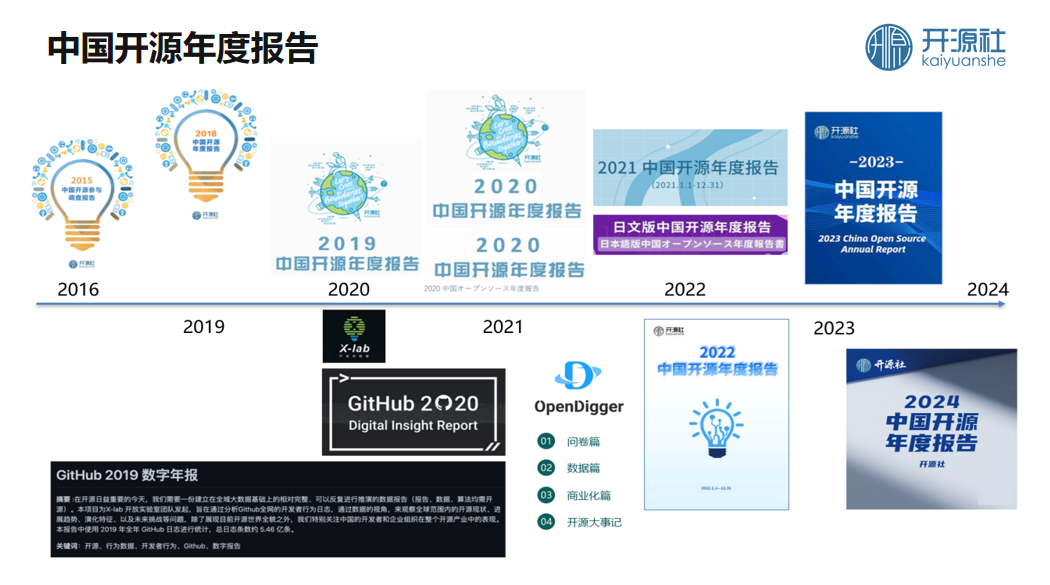 中国开源年度报告
开源社
kaiyuanshe
2015
中国开源参与
调查报告
开源社
2018
中国开源
年度报告
开源社
Let's
Cross
Boundaries
Together!
开源社
2019
中国开源年度报告
Let's
Cross
Boundaries
Together!
开源社
2020
中国开源年度报告
2020
中国开源年度报告
2020 中国オープンソース年度報告
2021 中国开源年度报告
(2021.1.1-12.31)
日文版中国开源年度报告
日本語版中国オープンソース年度報告書
开源社
kaiyuanshe
-2023-
中国开源
年度报告
2023 China Open Source
Annual Report
2016
2020
2022
2024
2019
2021
2023
X-lab
GitHub 2020
Digital Insight Report
GitHub 2019 数字年报
摘要 :在开源日益重要的今天，我们需要一份建立在全域大数据基础上的相对完整、可以反复进行推演的数据报告（报告、数据、算法均需开
源）。本项目为X-lab 开放实验室团队发起，旨在通过分析Github全网的开发者行为日志，通过数据的视角，来观察全球范围内的开源现状、进
展趋势、演化特征、以及未来挑战等问题，除了展现目前开源世界全貌之外，我们特别关注中国的开发者和企业组织在整个开源产业中的表现。
本报告中使用 2019 年全年 GitHub 日志进行统计，总日志条数约 5.46 亿条。
关键词：开源、行为数据、开发者行为、Github、数字报告
OpenDigger
01 问卷篇
02 数据篇
03 商业化篇
04 开源大事记
开源社
2022
中国开源年度报告
2022.1.1-12.31
开源社
2024
中国开源
年度报告
开源社